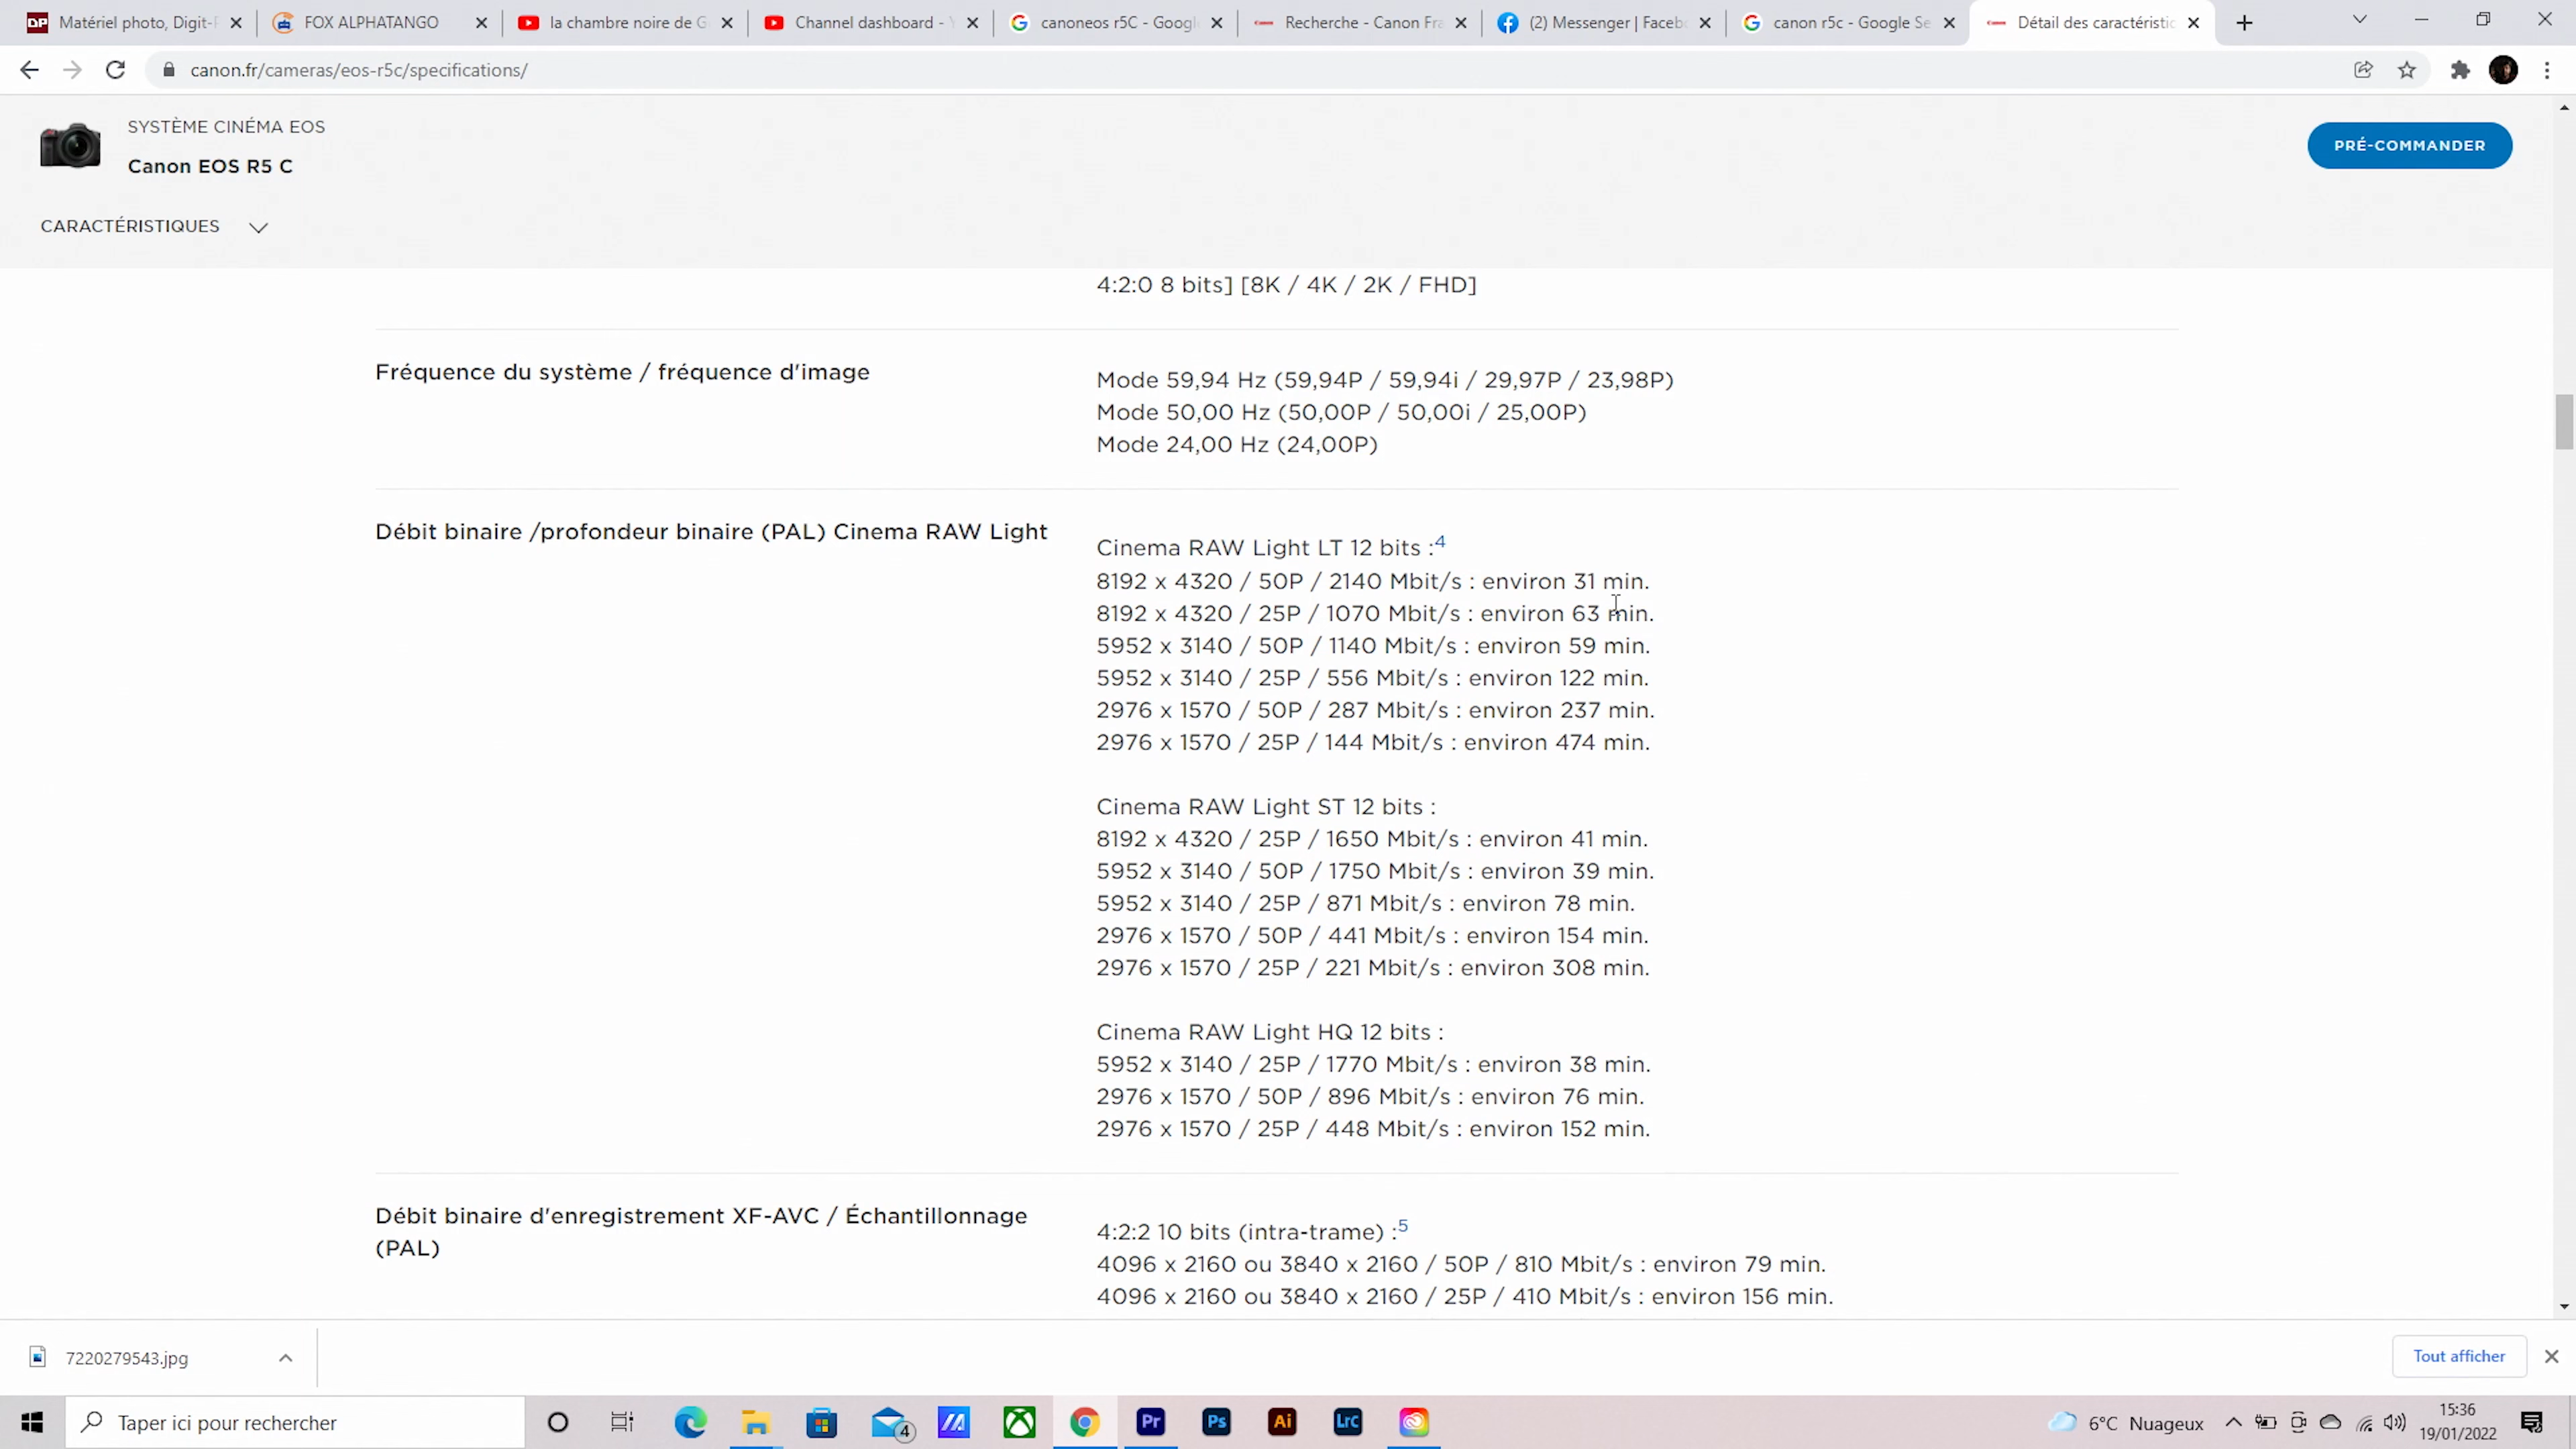 Matériel photo, Digit-P
FOX ALPHATANGO
la chambre noire de G
Channel dashboard - Y
canoneos r5C - Google
Recherche - Canon Fra
(2) Messenger | Facebo
canon r5c - Google Se
Détail des caractéristic
canon.fr/cameras/eos-r5c/specifications/
SYSTÈME CINÉMA EOS
Canon EOS R5 C
PRÉ-COMMANDER
CARACTÉRISTIQUES
4:2:0 8 bits] [8K / 4K / 2K / FHD]
Fréquence du système / fréquence d'image
Mode 59,94 Hz (59,94P / 59,94i / 29,97P / 23,98P)
Mode 50,00 Hz (50,00P / 50,00i / 25,00P)
Mode 24,00 Hz (24,00P)
Débit binaire /profondeur binaire (PAL) Cinema RAW Light
Cinema RAW Light LT 12 bits :4
8192 x 4320 / 50P / 2140 Mbit/s : environ 31 min.
8192 x 4320 / 25P / 1070 Mbit/s : environ 63 min.
5952 x 3140 / 50P / 1140 Mbit/s : environ 59 min.
5952 x 3140 / 25P / 556 Mbit/s : environ 122 min.
2976 x 1570 / 50P / 287 Mbit/s : environ 237 min.
2976 x 1570 / 25P / 144 Mbit/s : environ 474 min.
Cinema RAW Light ST 12 bits :
8192 x 4320 / 25P / 1650 Mbit/s : environ 41 min.
5952 x 3140 / 50P / 1750 Mbit/s : environ 39 min.
5952 x 3140 / 25P / 871 Mbit/s : environ 78 min.
2976 x 1570 / 50P / 441 Mbit/s : environ 154 min.
2976 x 1570 / 25P / 221 Mbit/s : environ 308 min.
Cinema RAW Light HQ 12 bits :
5952 x 3140 / 25P / 1770 Mbit/s : environ 38 min.
2976 x 1570 / 50P / 896 Mbit/s : environ 76 min.
2976 x 1570 / 25P / 448 Mbit/s : environ 152 min.
Débit binaire d'enregistrement XF-AVC / Échantillonnage
(PAL)
4:2:2 10 bits (intra-trame) :5
4096 x 2160 ou 3840 x 2160 / 50P / 810 Mbit/s : environ 79 min.
4096 x 2160 ou 3840 x 2160 / 25P / 410 Mbit/s : environ 156 min.
7220279543.jpg
Tout afficher
Taper ici pour rechercher
4
Pr
Ps
Ai
Lrc
6°C Nuageux
15:36
19/01/2022